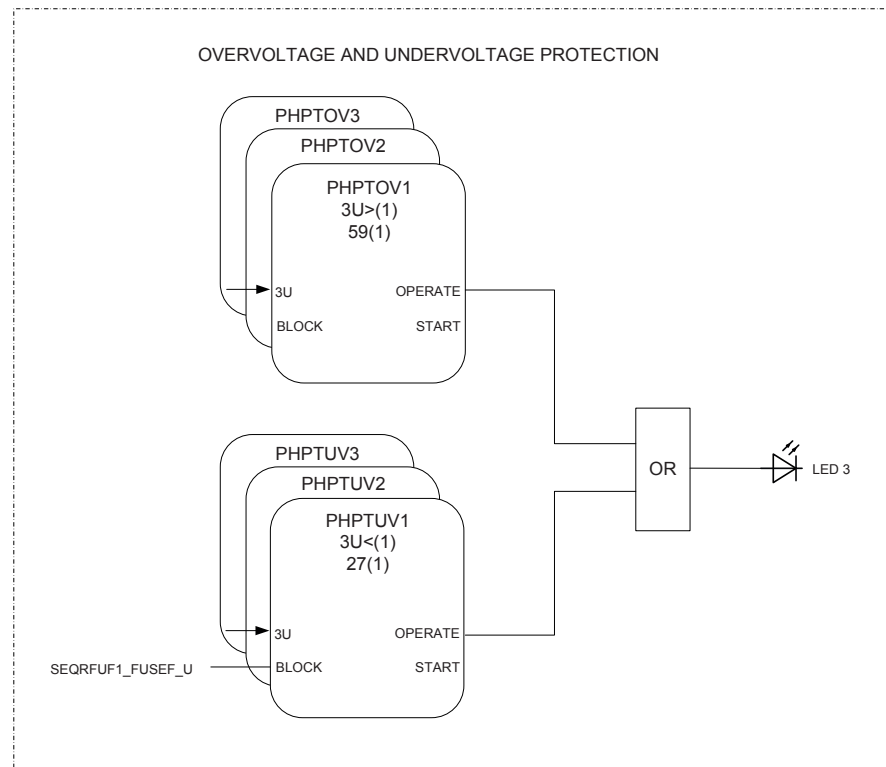 OVERVOLTAGE AND UNDERVOLTAGE PROTECTION
PHPTOV3
PHPTOV2
PHPTOV1
3U>(1)
59(1)
3U
OPERATE
BLOCK
START
PHPTUV3
PHPTUV2
PHPTUV1
3U<(1)
27(1)
3U
OPERATE
SEQRFUF1_FUSEF_U
BLOCK
START
OR
LED 3